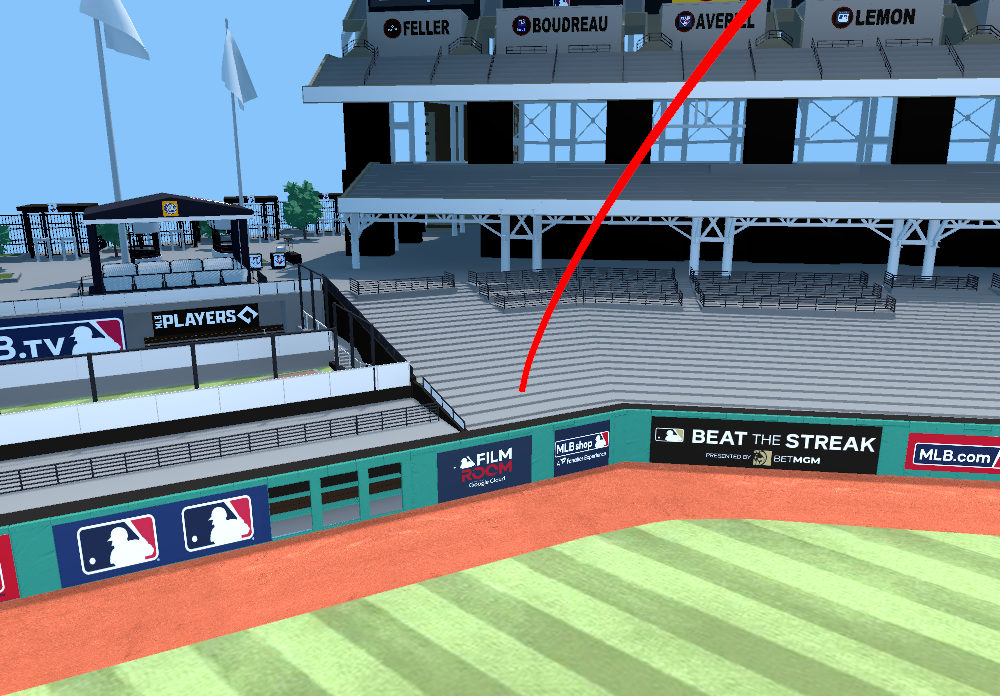 FELLER
BOUDREAU
AVERILL
LEMON
B.TV
MLB PLAYERS
FILM
ROOM
Google Cloud
MLB shop
A Fanatics Experience
BEAT THE STREAK
PRESENTED BY BETMGM
MLB.com